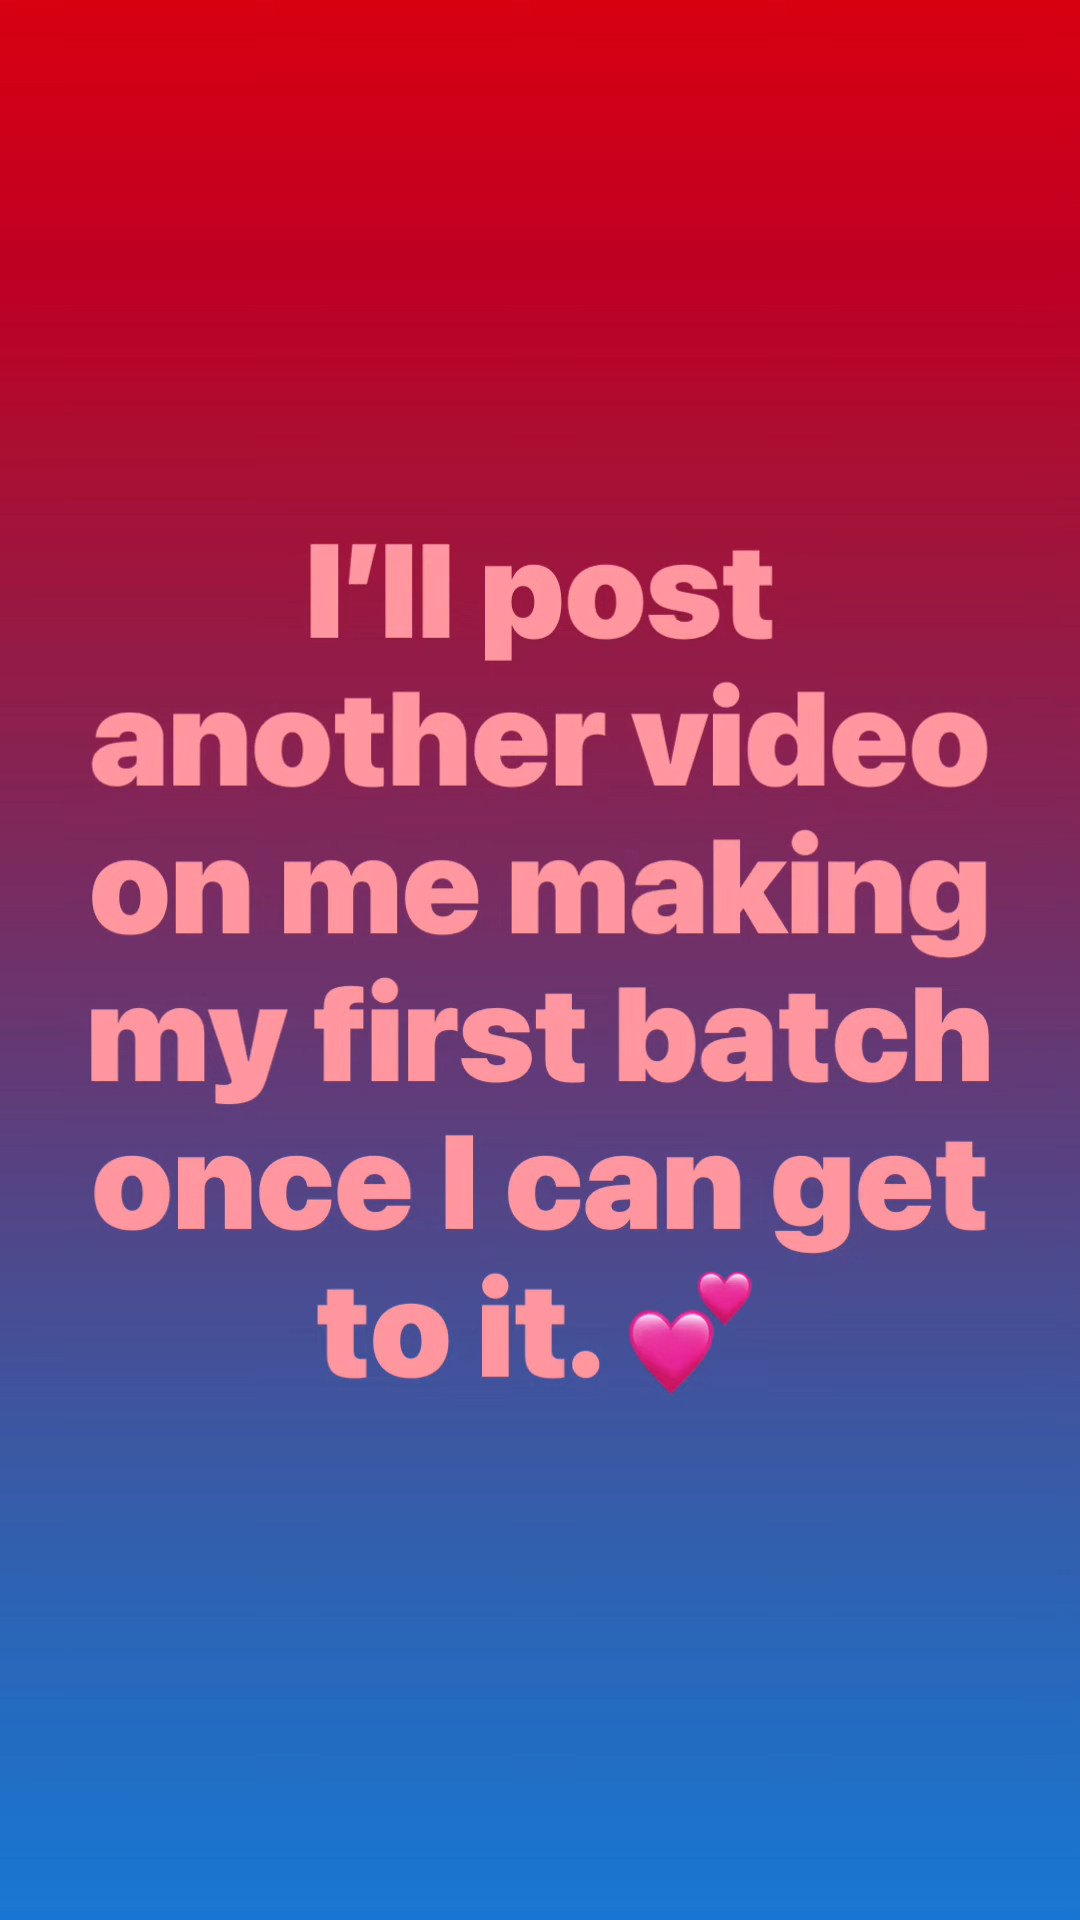 I’ll post
another video
on me making
my first batch
once I can get
to it. 💕